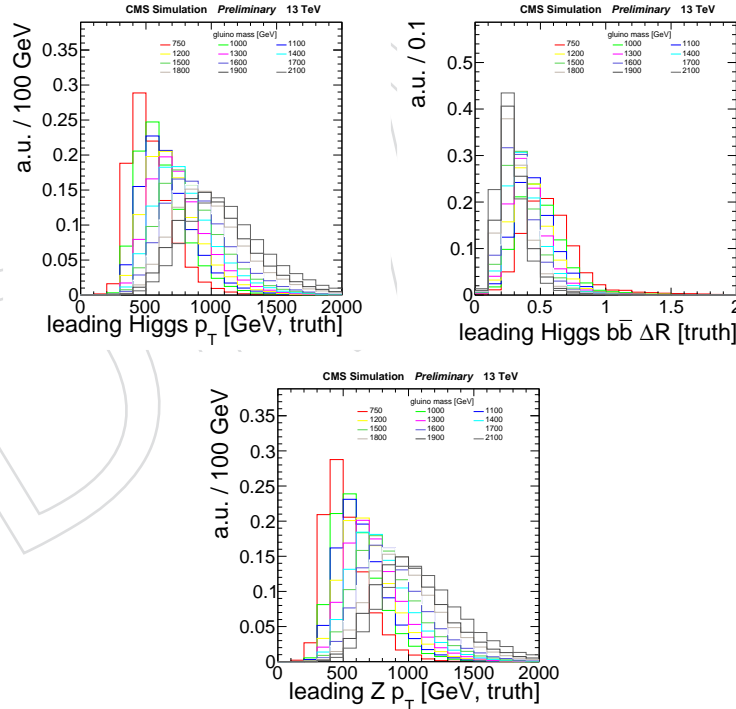 CMS Simulation Preliminary 13 TeV
gluino mass [GeV]
750 1000 1100
1200 1300 1400
1500 1600 1700
1800 1900 2100
a.u. / 100 GeV
0.35
0.3
0.25
0.2
0.15
0.1
0.05
0
0 500 1000 1500 2000
leading Higgs p_T [GeV, truth]
CMS Simulation Preliminary 13 TeV
gluino mass [GeV]
750 1000 1100
1200 1300 1400
1500 1600 1700
1800 1900 2100
a.u. / 0.1
0.5
0.4
0.3
0.2
0.1
0
0 0.5 1 1.5 2
leading Higgs bb̅ ΔR [truth]
CMS Simulation Preliminary 13 TeV
gluino mass [GeV]
750 1000 1100
1200 1300 1400
1500 1600 1700
1800 1900 2100
a.u. / 100 GeV
0.35
0.3
0.25
0.2
0.15
0.1
0.05
0
0 500 1000 1500 2000
leading Z p_T [GeV, truth]